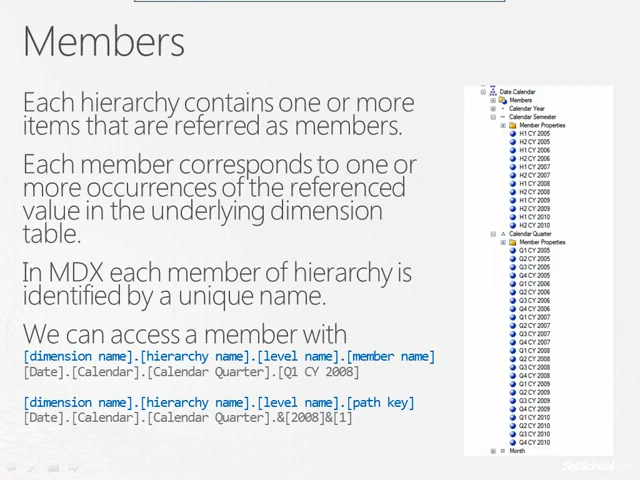 Members
Each hierarchy contains one or more
items that are referred as members.
Each member corresponds to one or
more occurrences of the referenced
value in the underlying dimension
table.
In MDX each member of hierarchy is
identified by a unique name.
We can access a member with
[dimension name].[hierarchy name].[level name].[member name]
[Date].[Calendar].[Calendar Quarter].[Q1 CY 2008]
[dimension name].[hierarchy name].[level name].[path key]
[Date].[Calendar].[Calendar Quarter].&[2008]&[1]
Date.Calendar
Members
Calendar Year
Calendar Semester
Member Properties
H1 CY 2005
H2 CY 2005
H1 CY 2006
H2 CY 2006
H1 CY 2007
H2 CY 2007
H1 CY 2008
H2 CY 2008
H1 CY 2009
H2 CY 2009
H1 CY 2010
H2 CY 2010
Calendar Quarter
Member Properties
Q1 CY 2005
Q2 CY 2005
Q3 CY 2005
Q4 CY 2005
Q1 CY 2006
Q2 CY 2006
Q3 CY 2006
Q4 CY 2006
Q1 CY 2007
Q2 CY 2007
Q3 CY 2007
Q4 CY 2007
Q1 CY 2008
Q2 CY 2008
Q3 CY 2008
Q4 CY 2008
Q1 CY 2009
Q2 CY 2009
Q3 CY 2009
Q4 CY 2009
Q1 CY 2010
Q2 CY 2010
Q3 CY 2010
Q4 CY 2010
Month